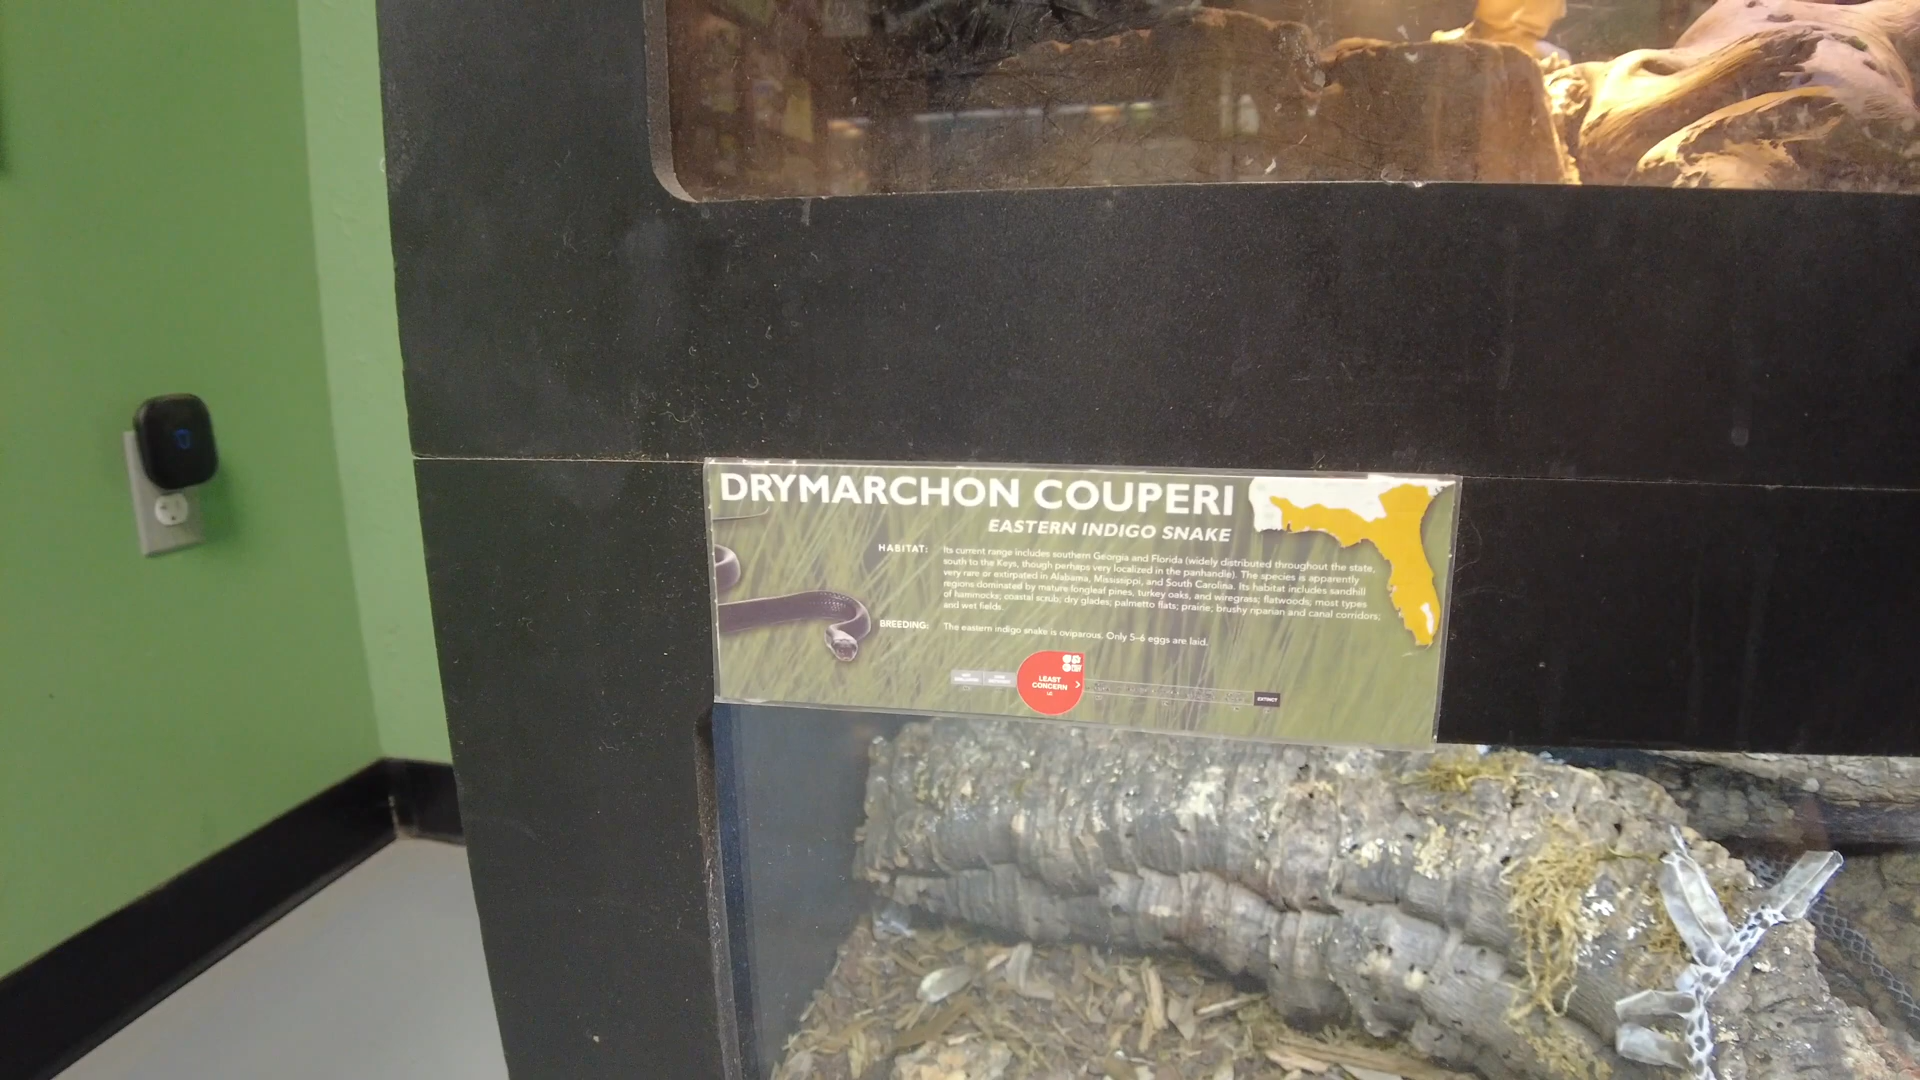 DRYMARCHON COUPERI
EASTERN INDIGO SNAKE
HABITAT: Its current range includes southern Georgia and Florida (widely distributed throughout the state,
south to the Keys, though perhaps very localized in the panhandle). The species is apparently
very rare or extirpated in Alabama, Mississippi, and South Carolina. Its habitat includes sandhill
regions dominated by mature longleaf pines, turkey oaks, and wiregrass; flatwoods; most types
of hammocks; coastal scrub; dry glades; palmetto flats; prairie; brushy riparian and canal corridors;
and wet fields.
BREEDING: The eastern indigo snake is oviparous. Only 5-6 eggs are laid.
LEAST
CONCERN
LC
>
EXTINCT